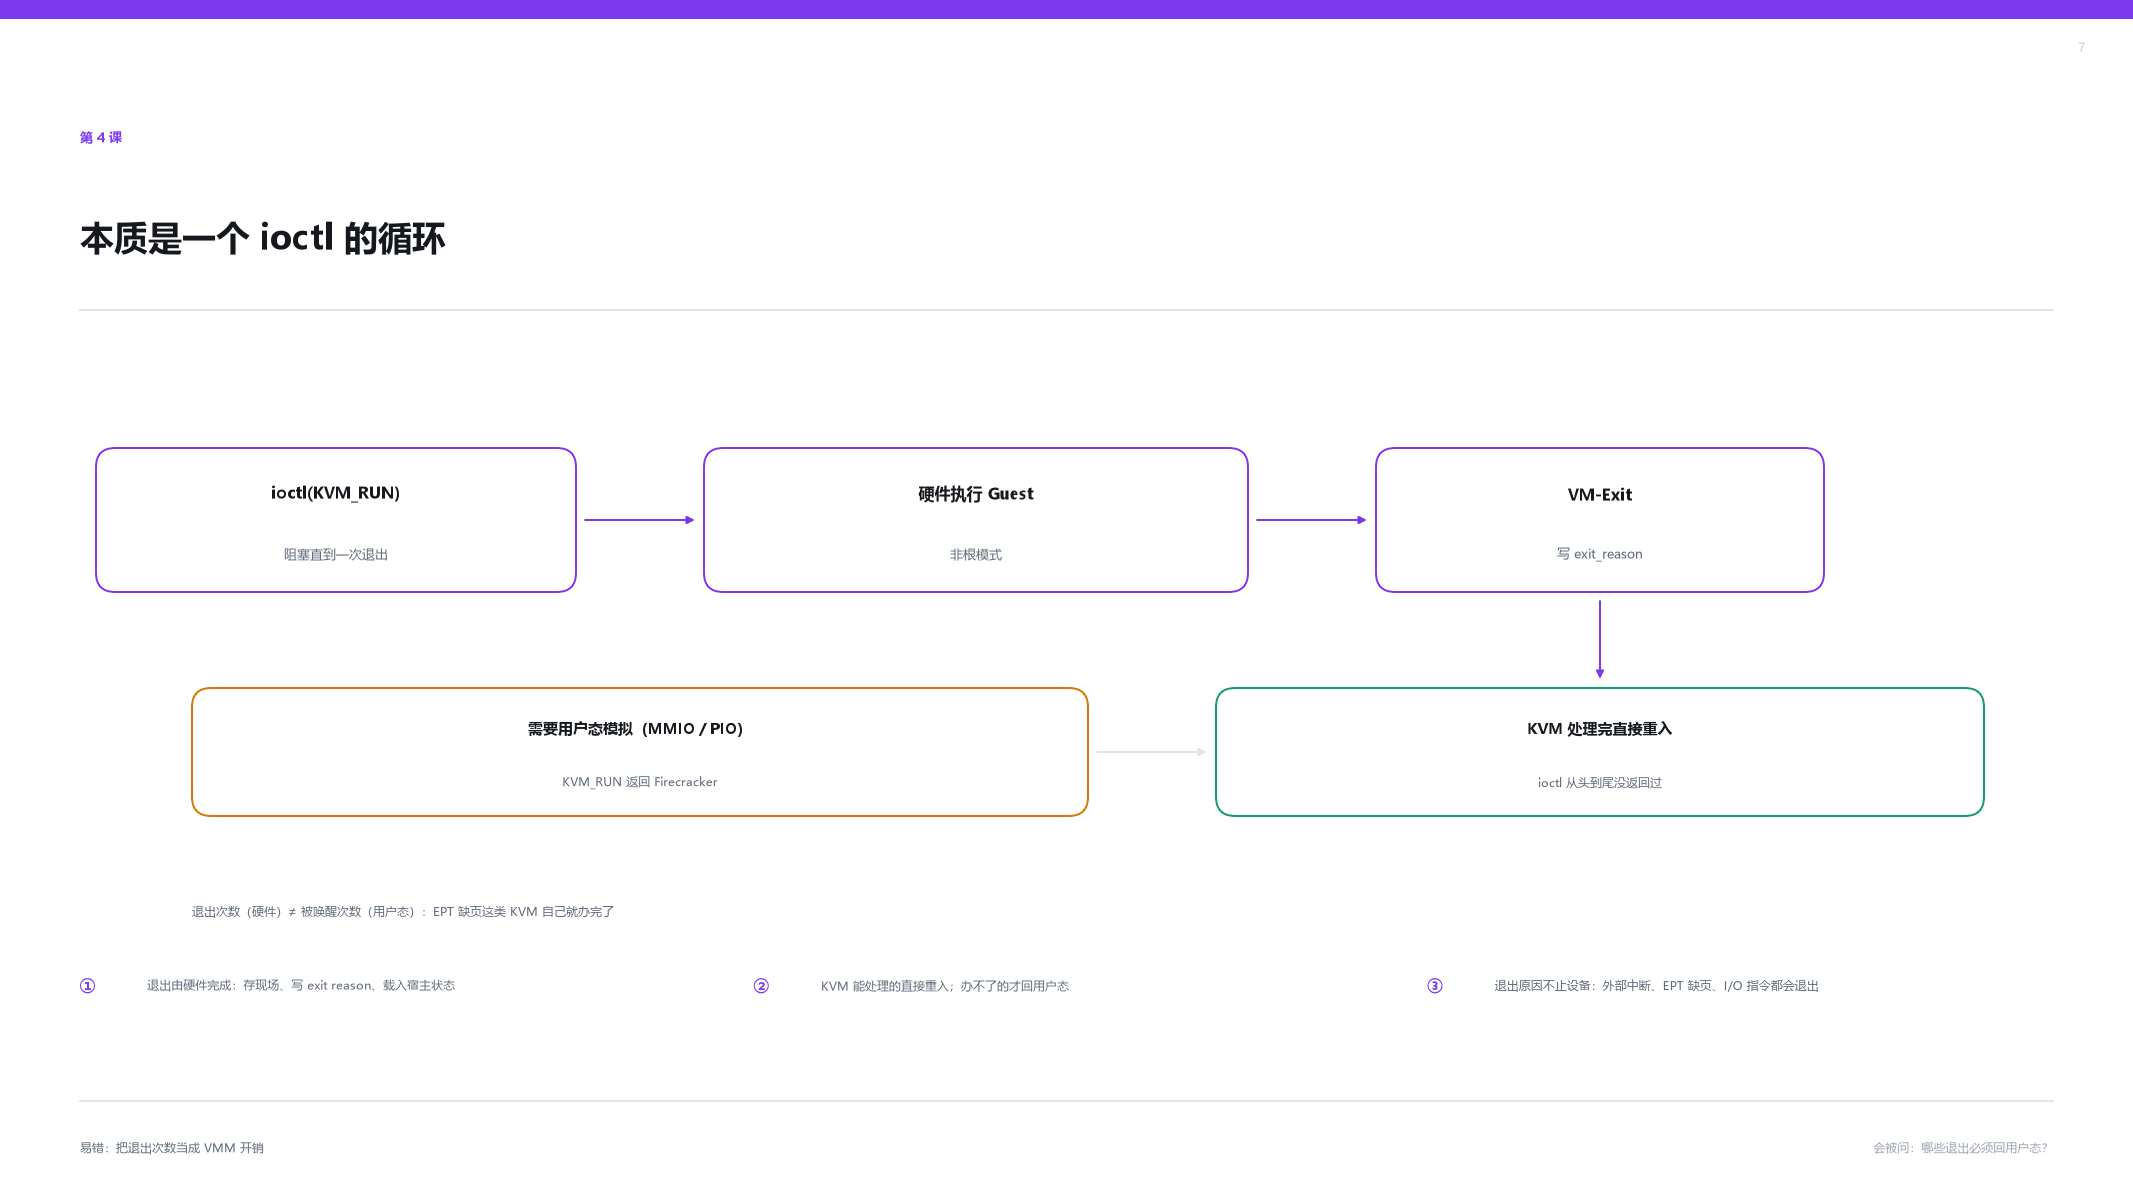 7
第 4 课
本质是一个 ioctl 的循环
ioctl(KVM_RUN)
阻塞直到一次退出
硬件执行 Guest
非根模式
VM-Exit
写 exit_reason
需要用户态模拟（MMIO / PIO）
KVM_RUN 返回 Firecracker
KVM 处理完直接重入
ioctl 从头到尾没返回过
退出次数（硬件）≠ 被唤醒次数（用户态）：EPT 缺页这类 KVM 自己就办完了
① 退出由硬件完成：存现场、写 exit reason、载入宿主状态
② KVM 能处理的直接重入；办不了的才回用户态
③ 退出原因不止设备：外部中断、EPT 缺页、I/O 指令都会退出
易错：把退出次数当成 VMM 开销
会被问：哪些退出必须回用户态？